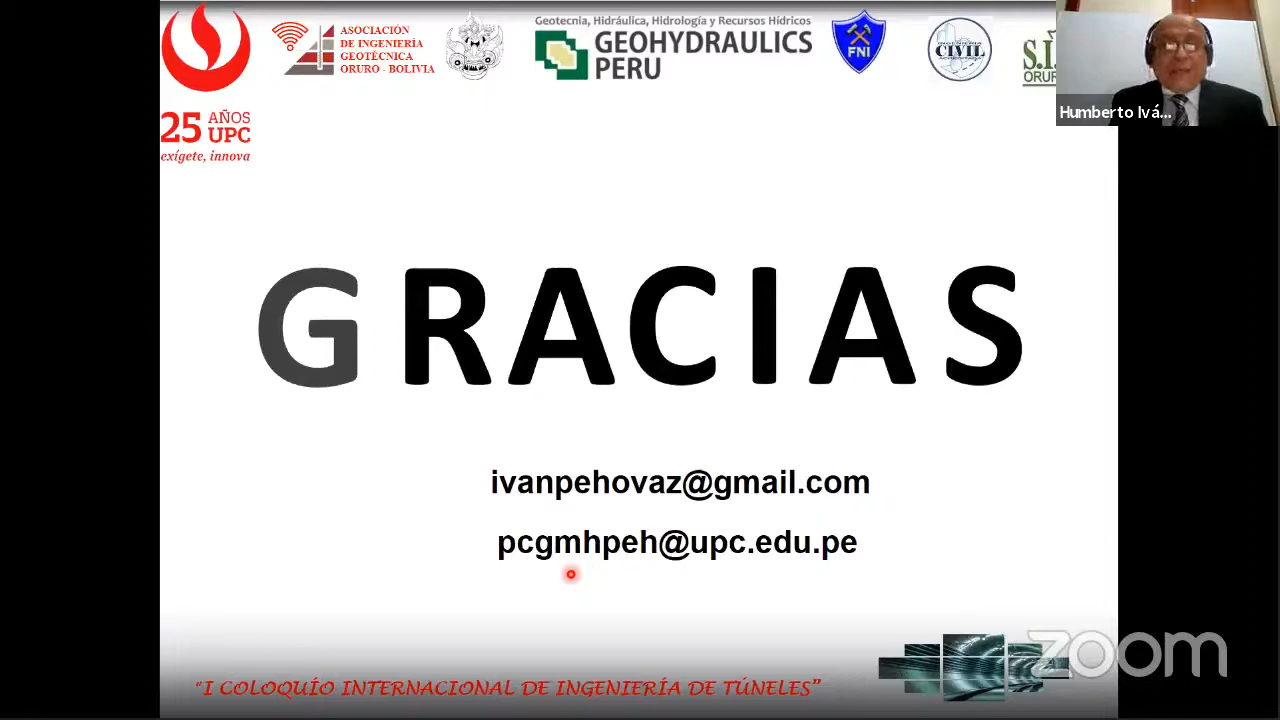 25 AÑOS
UPC
exígete, innova
ASOCIACIÓN
DE INGENIERÍA
GEOTÉCNICA
ORURO - BOLIVIA
Geotecnia, Hidráulica, Hidrología y Recursos Hídricos
GEOHYDRAULICS
PERU
FNI
INGENIERIA
CIVIL
Humberto Ivá...
GRACIAS
ivanpehovaz@gmail.com
pcgmhpeh@upc.edu.pe
"I COLOQUÍO INTERNACIONAL DE INGENIERÍA DE TÚNELES"
zoom